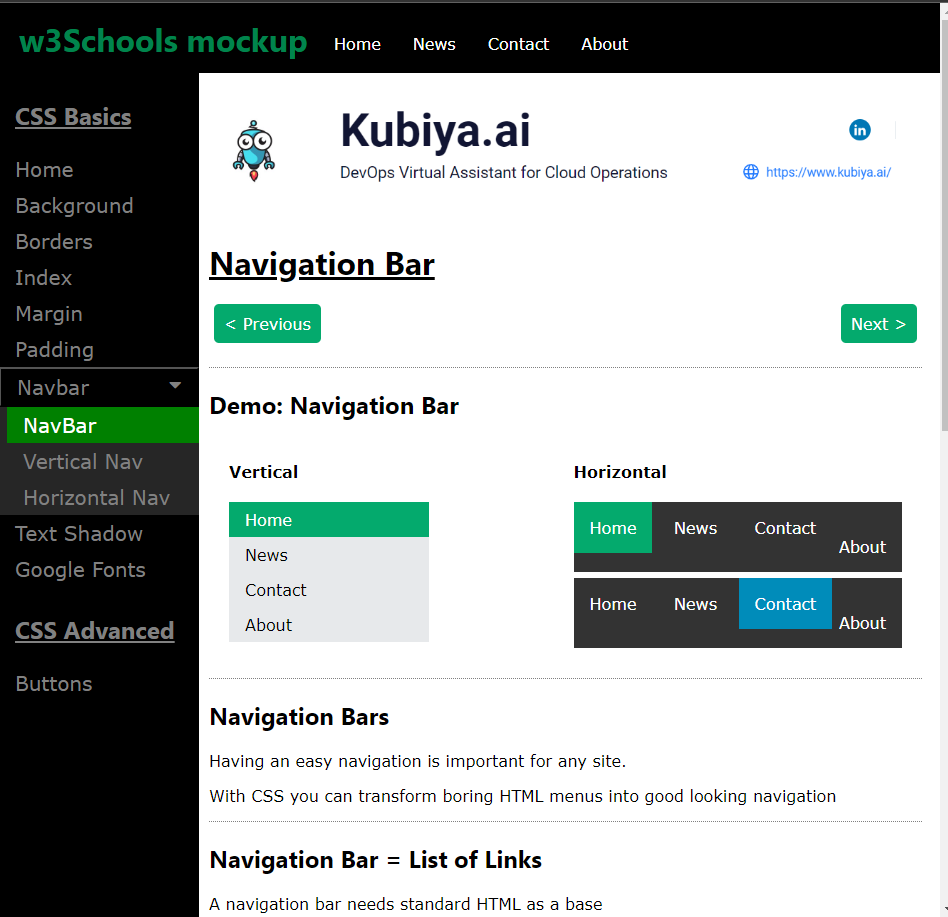 w3Schools mockup
Home
News
Contact
About
CSS Basics
Home
Background
Borders
Index
Margin
Padding
Navbar
NavBar
Vertical Nav
Horizontal Nav
Text Shadow
Google Fonts
CSS Advanced
Buttons
Kubiya.ai
in
DevOps Virtual Assistant for Cloud Operations
https://www.kubiya.ai/
Navigation Bar
< Previous
Next >
Demo: Navigation Bar
Vertical
Home
News
Contact
About
Horizontal
Home
News
Contact
About
Home
News
Contact
About
Navigation Bars
Having an easy navigation is important for any site.
With CSS you can transform boring HTML menus into good looking navigation
Navigation Bar = List of Links
A navigation bar needs standard HTML as a base